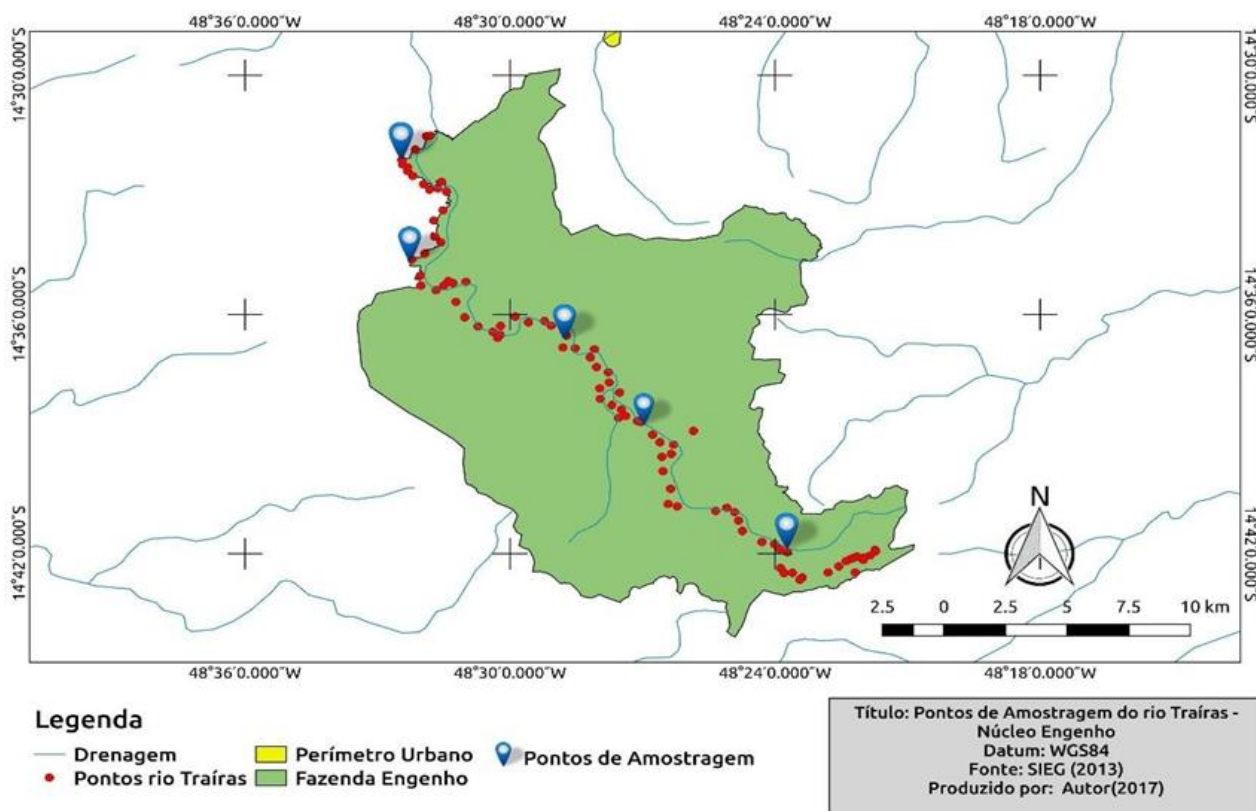 48°36′0.000″W 48°30′0.000″W 48°24′0.000″W 48°18′0.000″W
14°30′0.000″S 14°30′0.000″S
14°36′0.000″S 14°36′0.000″S
14°42′0.000″S 14°42′0.000″S
N
2.5 0 2.5 5 7.5 10 km
48°36′0.000″W 48°30′0.000″W 48°24′0.000″W 48°18′0.000″W
Legenda
Drenagem
Pontos rio Traíras
Perímetro Urbano
Fazenda Engenho
Pontos de Amostragem
Título: Pontos de Amostragem do rio Traíras -
Núcleo Engenho
Datum: WGS84
Fonte: SIEG (2013)
Produzido por: Autor(2017)